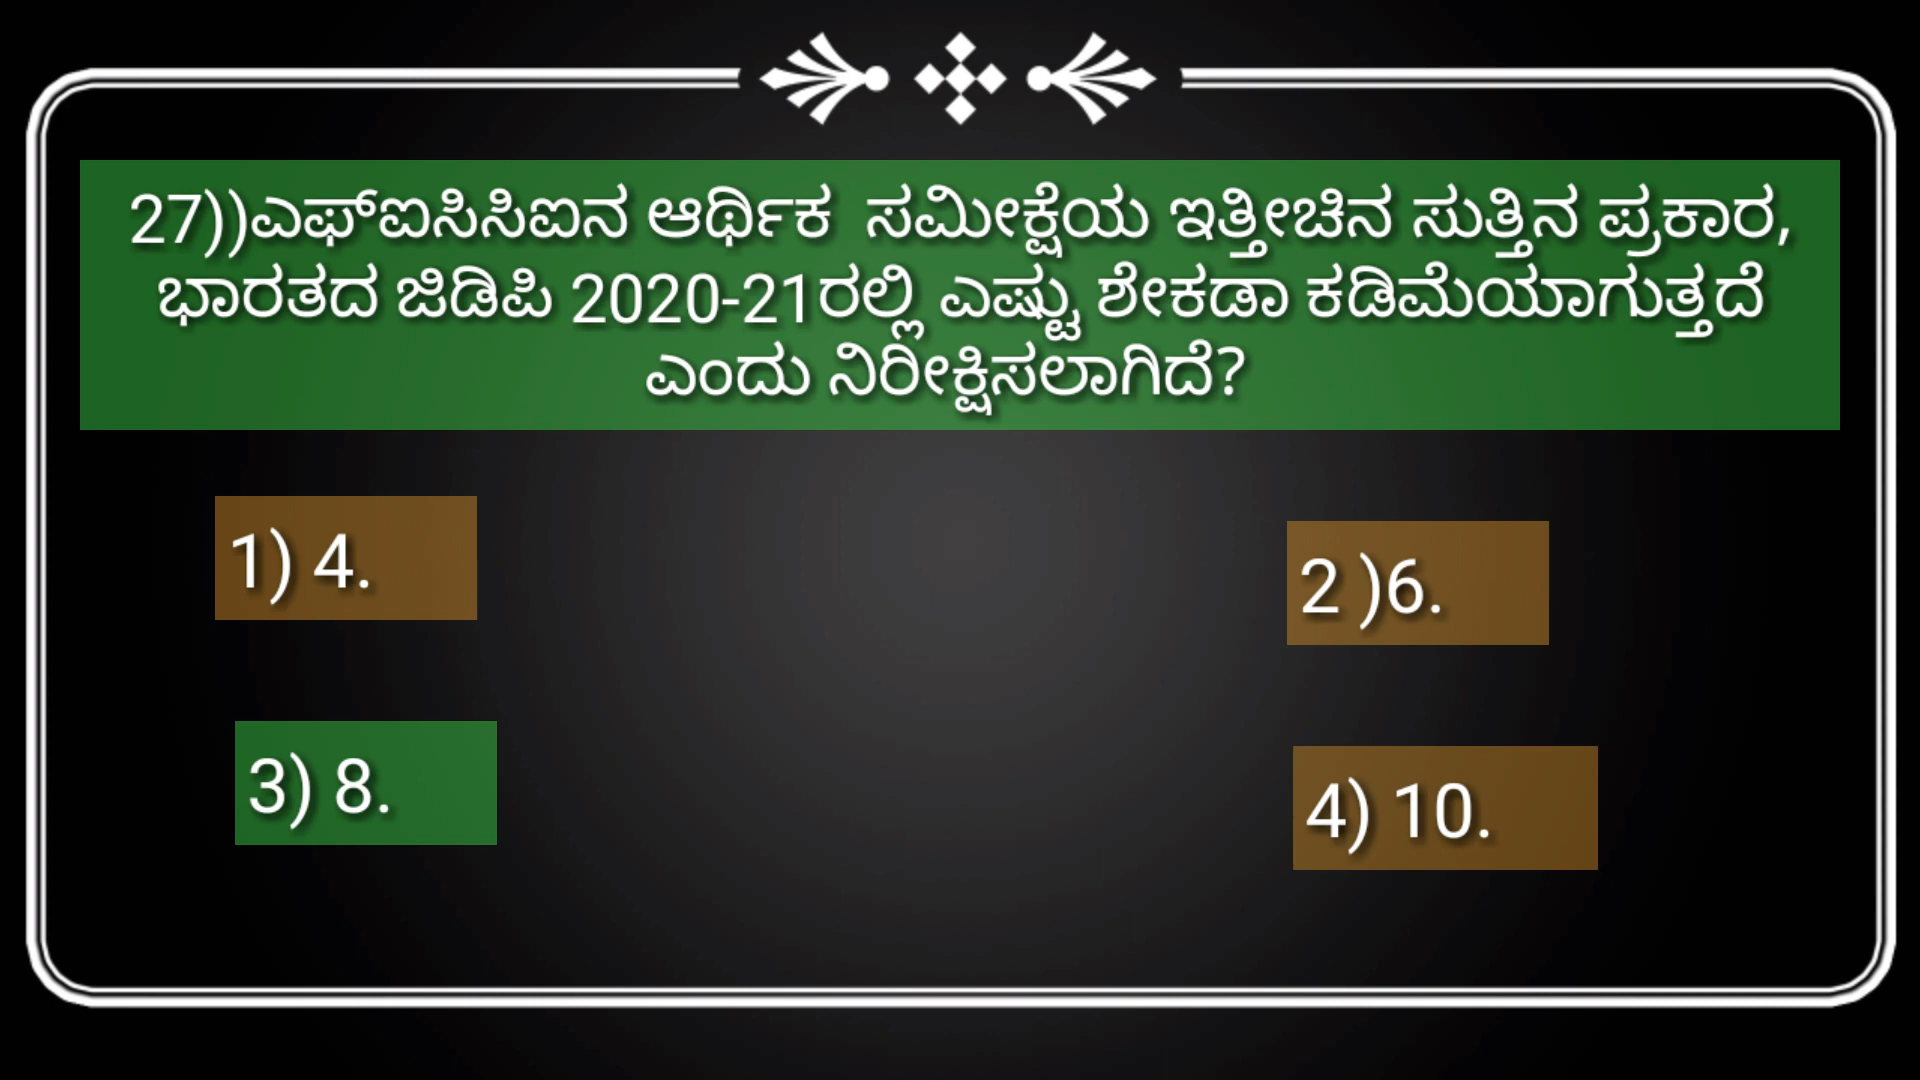 27))ಎಫ್ಐಸಿಸಿಐನ ಆರ್ಥಿಕ ಸಮೀಕ್ಷೆಯ ಇತ್ತೀಚಿನ ಸುತ್ತಿನ ಪ್ರಕಾರ,
ಭಾರತದ ಜಿಡಿಪಿ 2020-21ರಲ್ಲಿ ಎಷ್ಟು ಶೇಕಡಾ ಕಡಿಮೆಯಾಗುತ್ತದೆ
ಎಂದು ನಿರೀಕ್ಷಿಸಲಾಗಿದೆ?
1) 4.
2 )6.
3) 8.
4) 10.